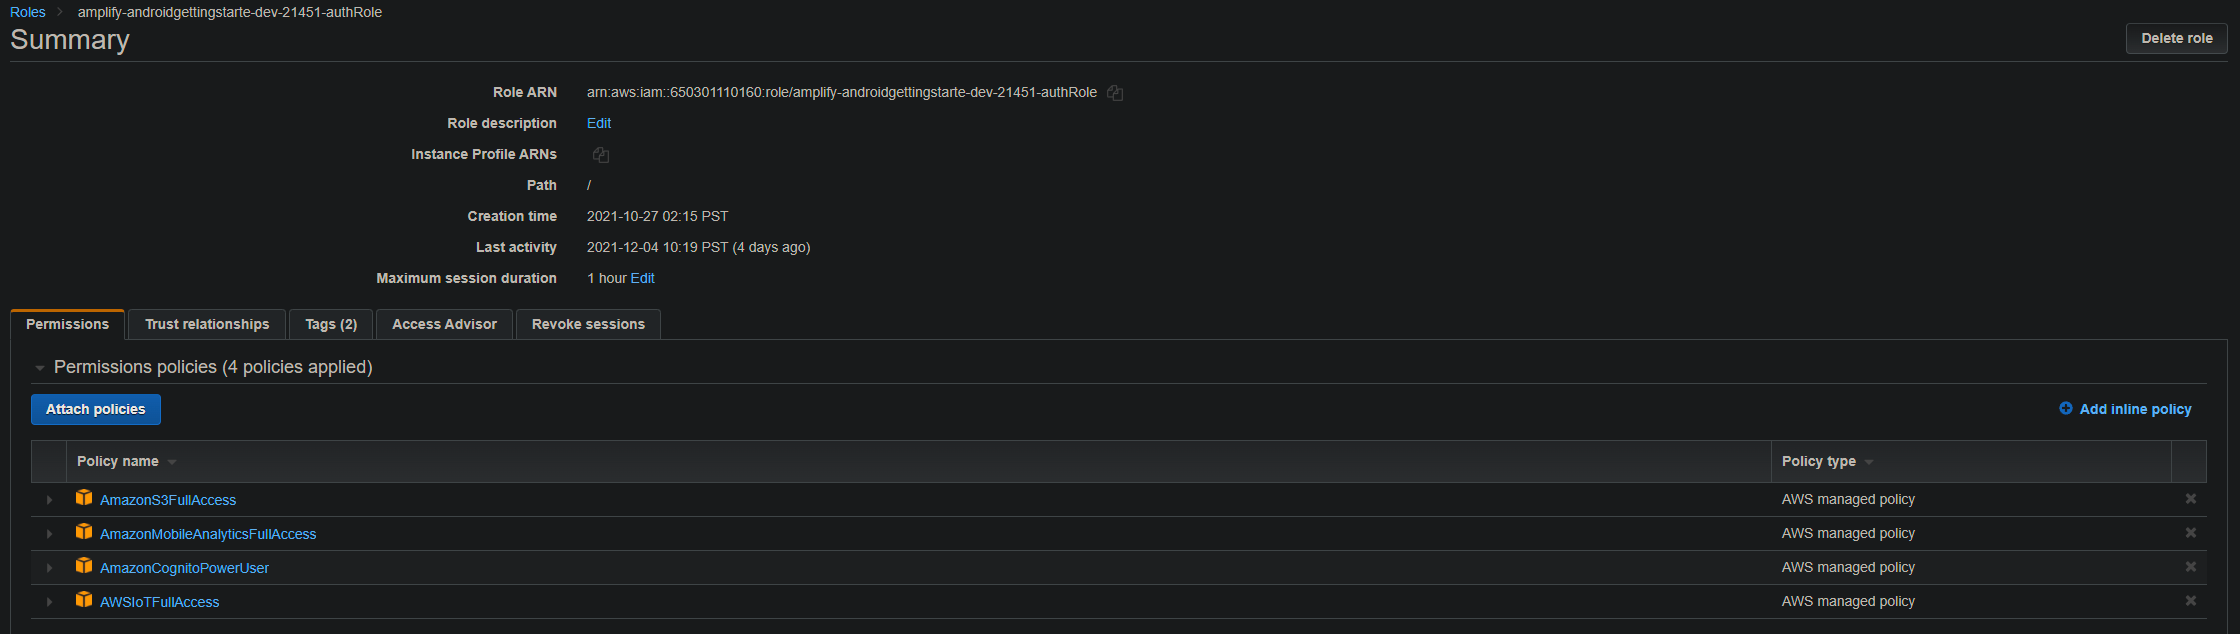 Roles amplify-androidgettingstarte-dev-21451-authRole
Summary
Delete role
Role ARN arn:aws:iam::650301110160:role/amplify-androidgettingstarte-dev-21451-authRole
Role description Edit
Instance Profile ARNs
Path /
Creation time 2021-10-27 02:15 PST
Last activity 2021-12-04 10:19 PST (4 days ago)
Maximum session duration 1 hour Edit
Permissions Trust relationships Tags (2) Access Advisor Revoke sessions
Permissions policies (4 policies applied)
Attach policies Add inline policy
Policy name Policy type
AmazonS3FullAccess AWS managed policy
AmazonMobileAnalyticsFullAccess AWS managed policy
AmazonCognitoPowerUser AWS managed policy
AWSIoTFullAccess AWS managed policy